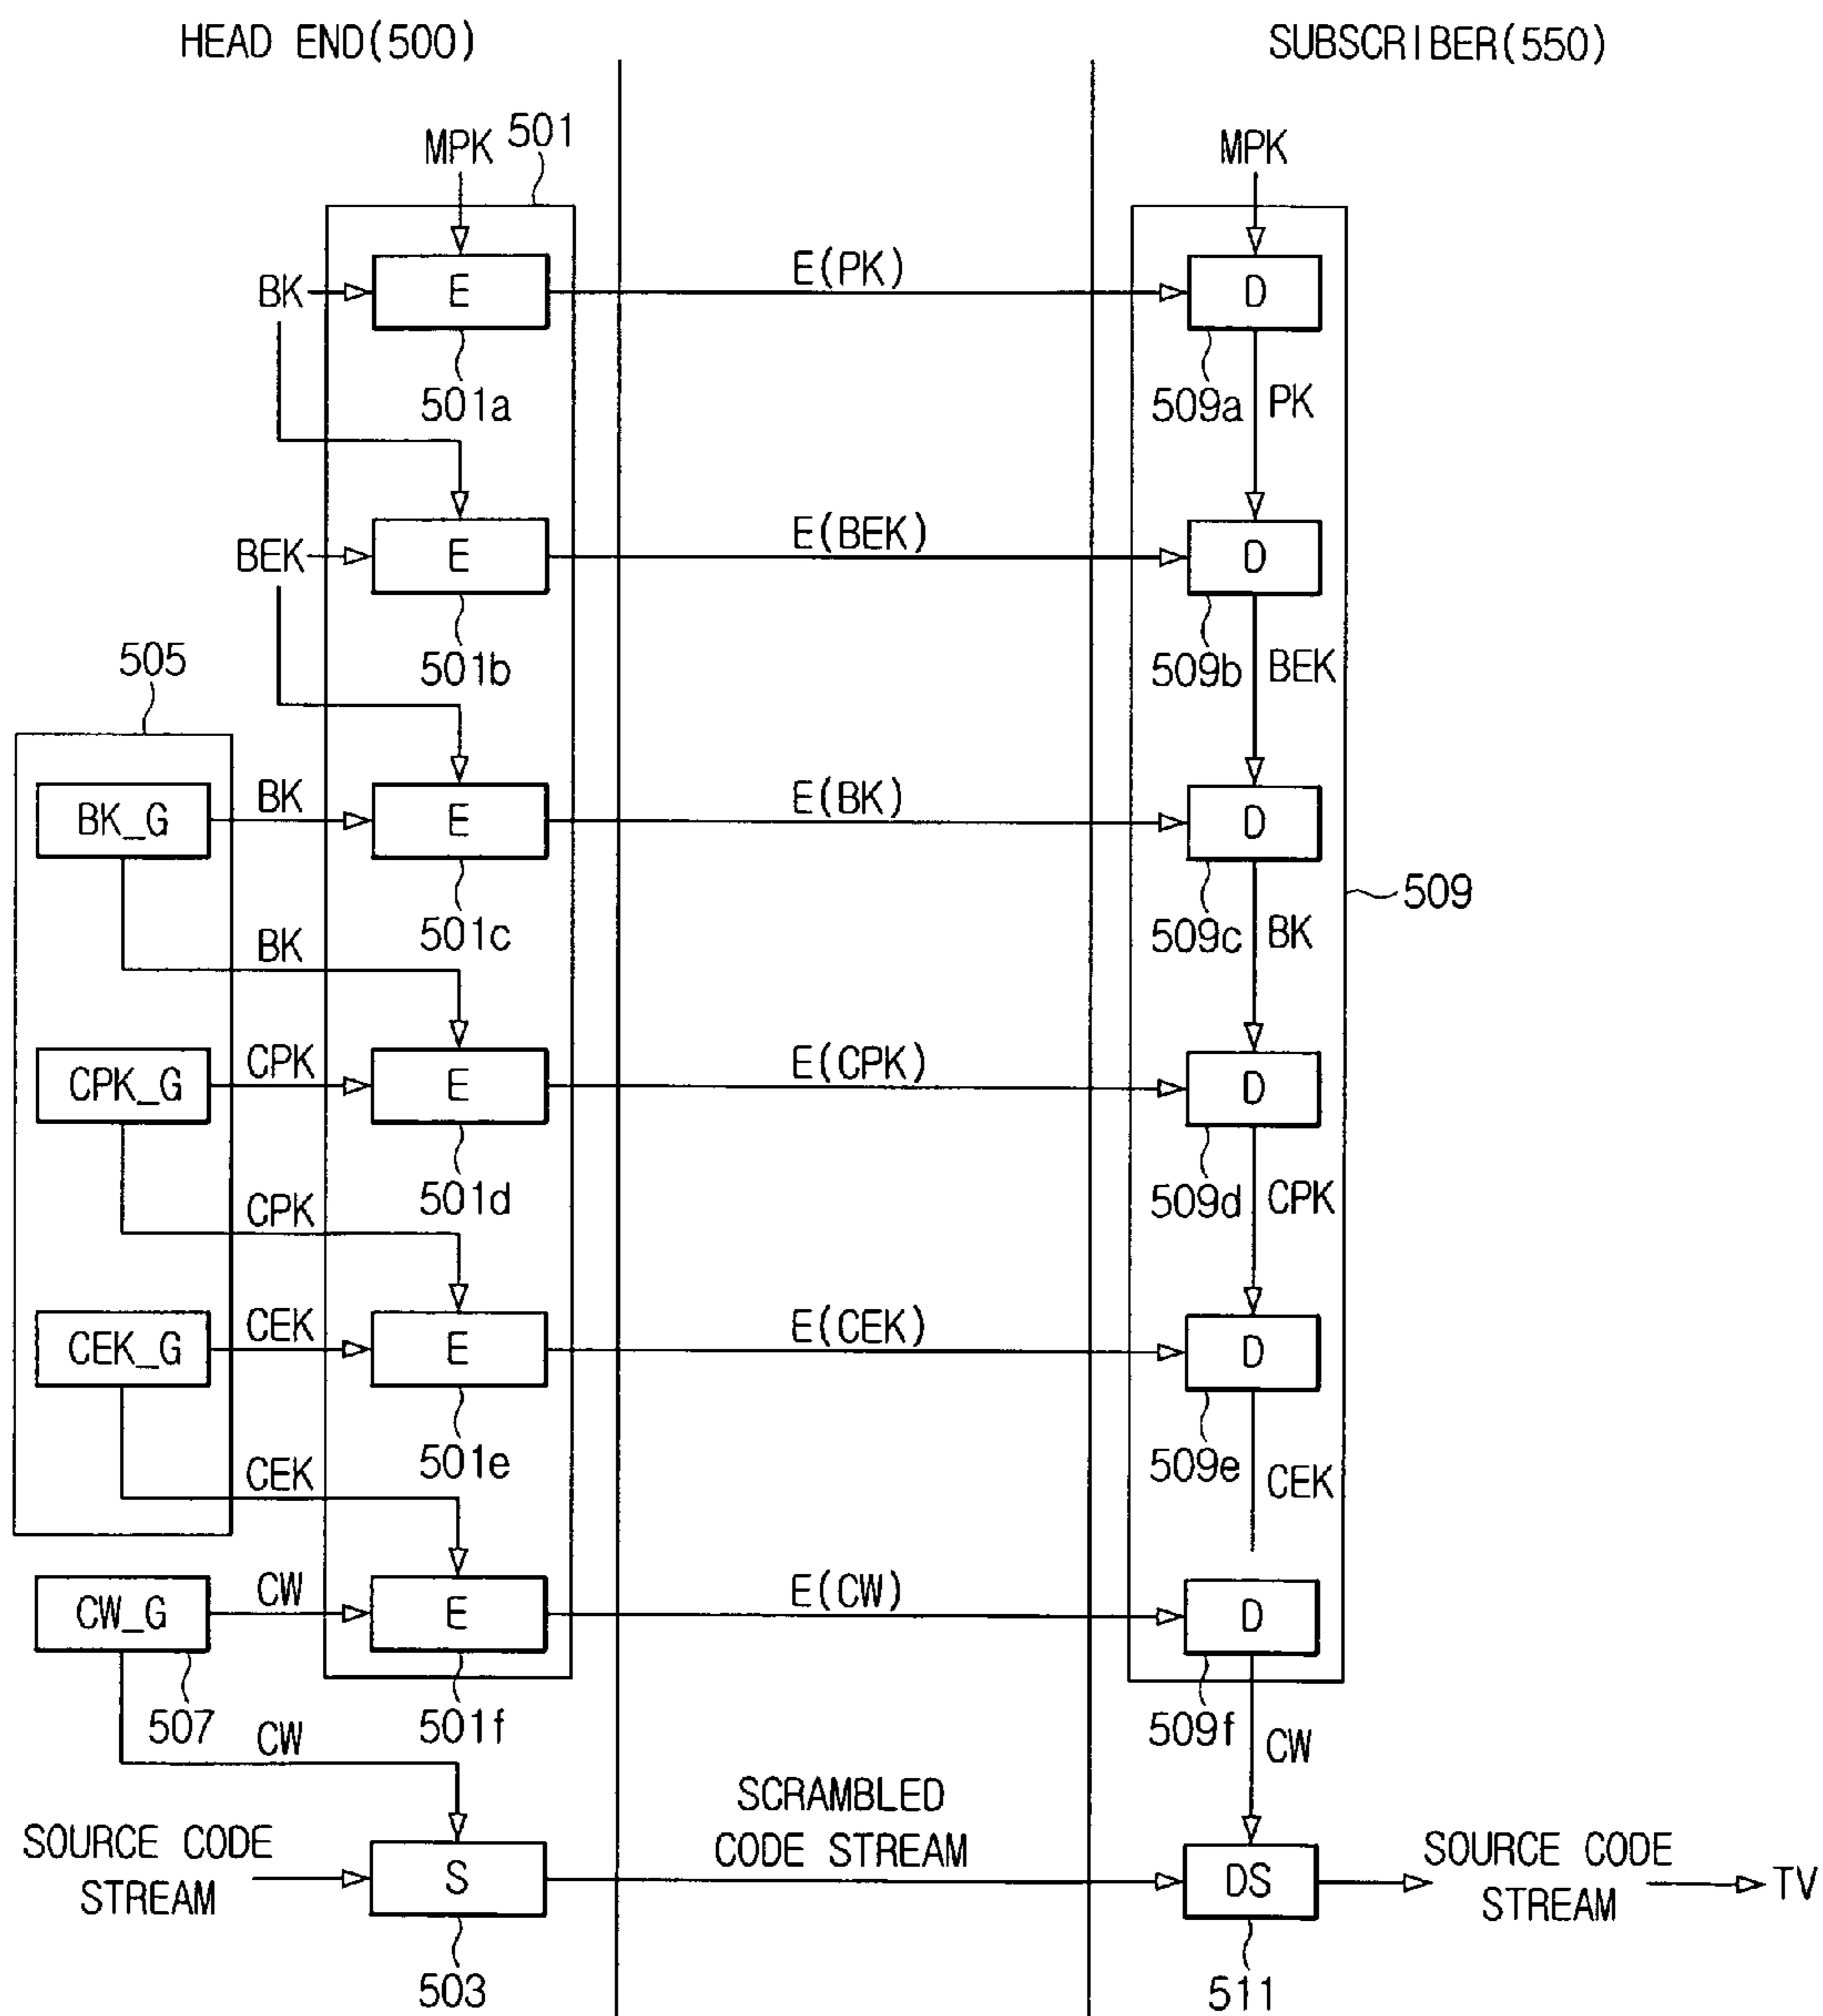 HEAD END(500)
SUBSCRIBER(550)
MPK
501
MPK
BK
E
E(PK)
D
501a
509a
PK
BEK
E
E(BEK)
D
501b
509b
BEK
505
BK_G
BK
E
E(BK)
D
509
501c
509c
BK
BK
CPK_G
CPK
E
E(CPK)
D
501d
509d
CPK
CPK
CEK_G
CEK
E
E(CEK)
D
501e
509e
CEK
CEK
CW_G
CW
E
E(CW)
D
507
501f
509f
CW
CW
SOURCE CODE
STREAM
S
SCRAMBLED
CODE STREAM
DS
SOURCE CODE
STREAM
TV
503
511